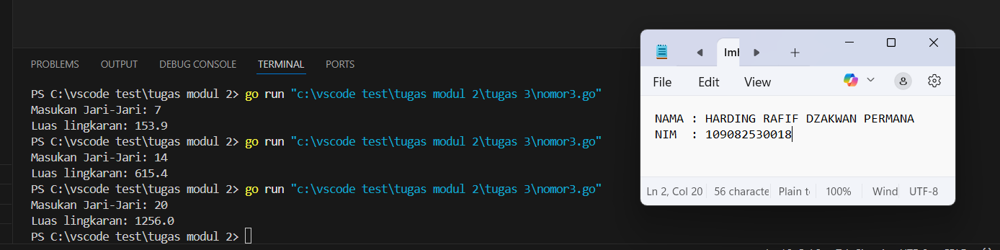 PROBLEMS OUTPUT DEBUG CONSOLE TERMINAL PORTS
PS C:\vscode test\tugas modul 2> go run "c:\vscode test\tugas modul 2\tugas 3\nomor3.go"
Masukan Jari-Jari: 7
Luas lingkaran: 153.9
PS C:\vscode test\tugas modul 2> go run "c:\vscode test\tugas modul 2\tugas 3\nomor3.go"
Masukan Jari-Jari: 14
Luas lingkaran: 615.4
PS C:\vscode test\tugas modul 2> go run "c:\vscode test\tugas modul 2\tugas 3\nomor3.go"
Masukan Jari-Jari: 20
Luas lingkaran: 1256.0
PS C:\vscode test\tugas modul 2>
File Edit View
NAMA : HARDING RAFIF DZAKWAN PERMANA
NIM : 109082530018
Ln 2, Col 20 56 characte Plain t 100% Wind UTF-8